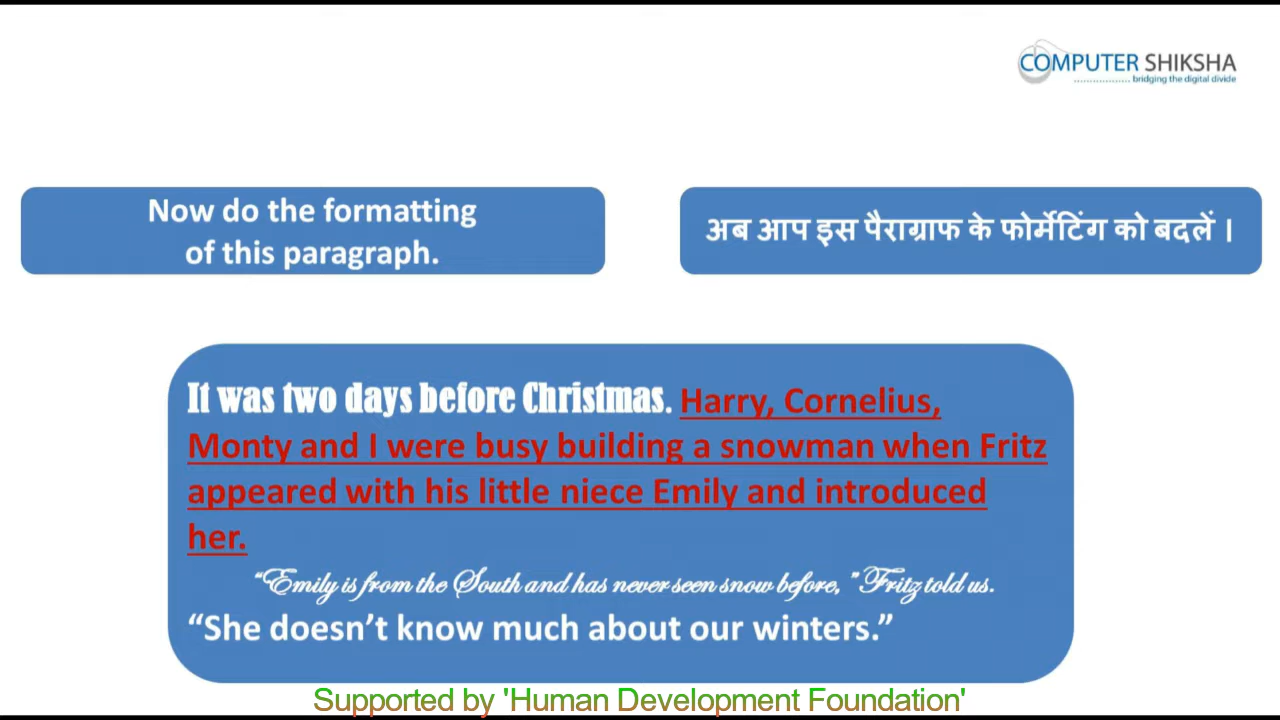 COMPUTER SHIKSHA
bridging the digital divide
Now do the formatting
of this paragraph.
अब आप इस पैराग्राफ के फोर्मेटिंग को बदलें ।
It was two days before Christmas. Harry, Cornelius,
Monty and I were busy building a snowman when Fritz
appeared with his little niece Emily and introduced
her.
“Emily is from the South and has never seen snow before, ” Fritz told us.
“She doesn’t know much about our winters.”
Supported by 'Human Development Foundation'